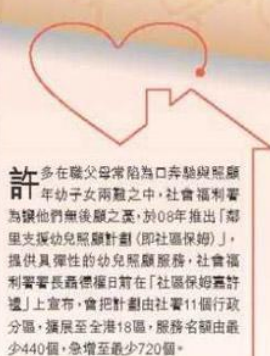 許多在職父母常陷為口奔馳與照顧
年幼子女兩難之中，社會福利署
為讓他們無後顧之憂，於08年推出「鄰
里支援幼兒照顧計劃（即社區保姆）」，
提供具彈性的幼兒照顧服務，社會福
利署署長聶德權日前在「社區保姆嘉許
禮」上宣布，會把計劃由社署11個行政
分區，擴展至全港18區，服務名額由最
少440個，急增至最少720個。